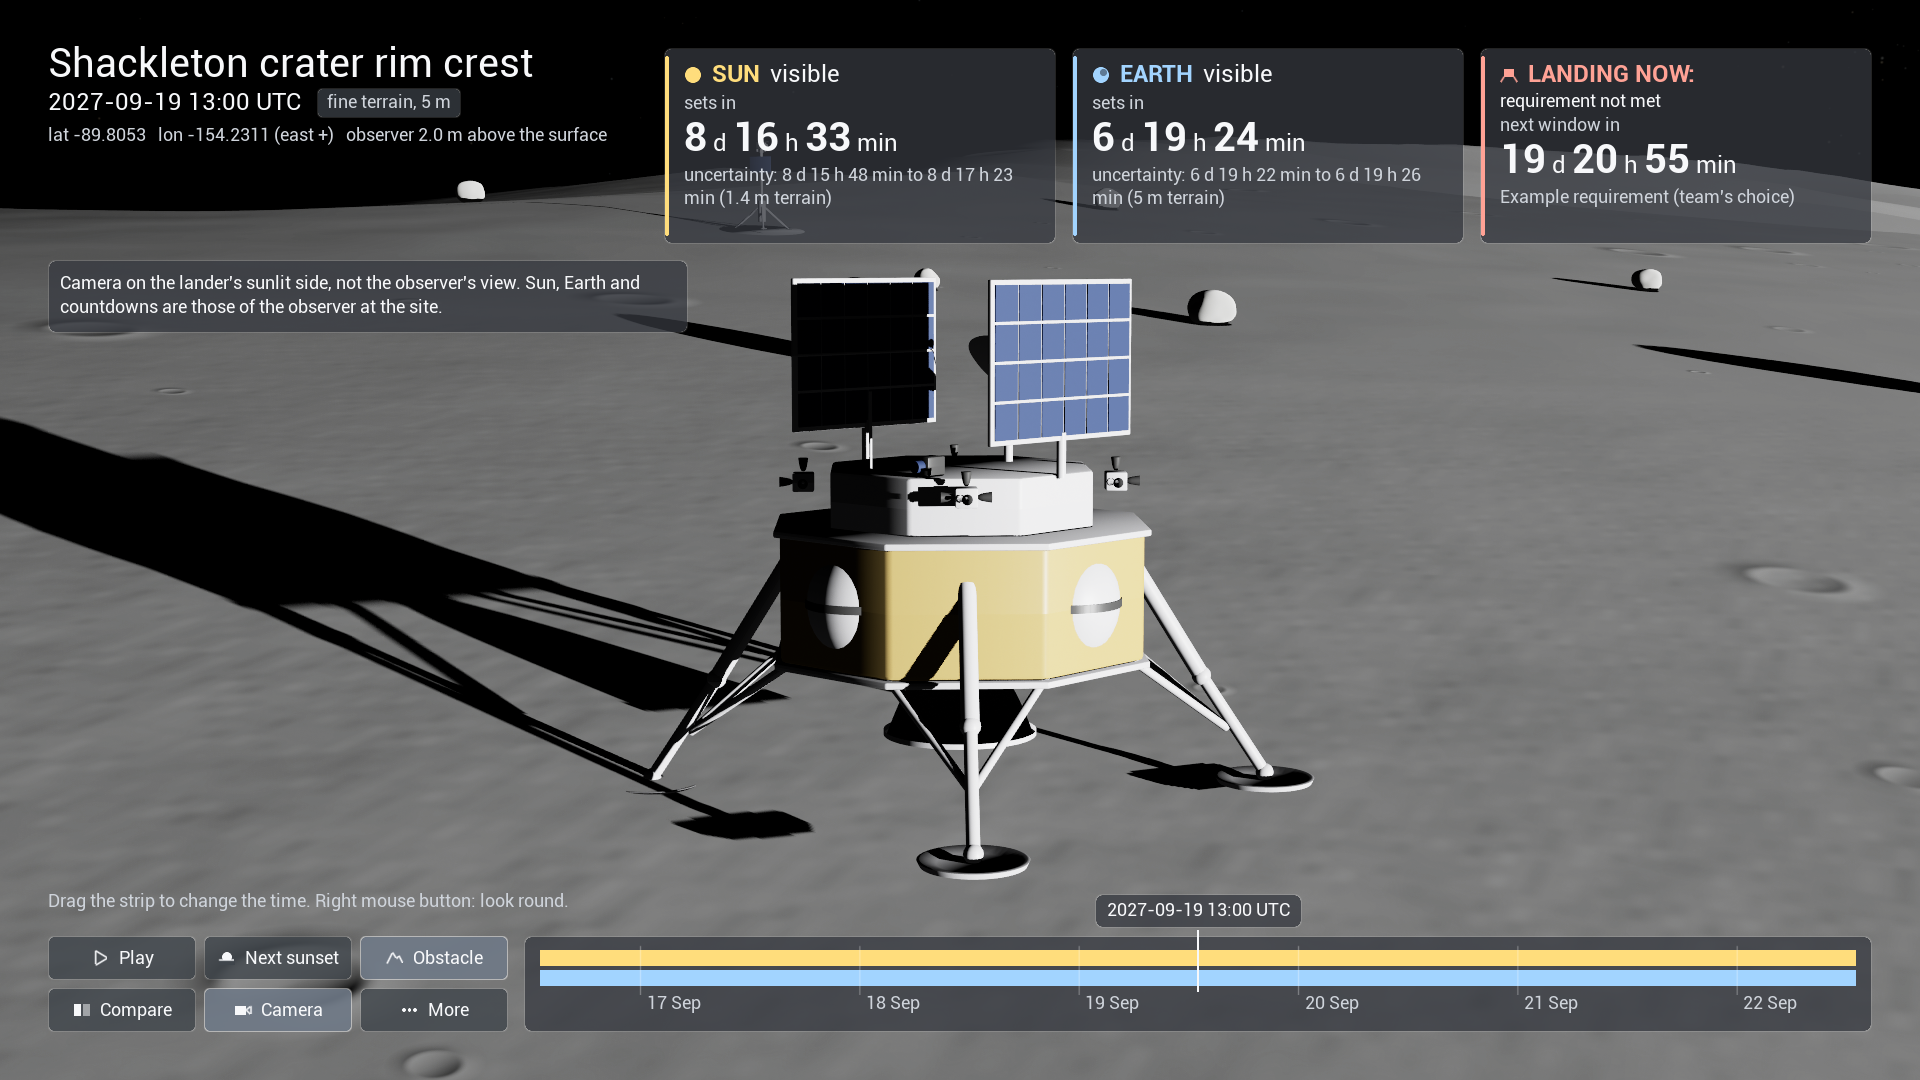 Shackleton crater rim crest
2027-09-19 13:00 UTC fine terrain, 5 m
lat -89.8053 lon -154.2311 (east +) observer 2.0 m above the surface
SUN visible
sets in
8 d 16 h 33 min
uncertainty: 8 d 15 h 48 min to 8 d 17 h 23
min (1.4 m terrain)
EARTH visible
sets in
6 d 19 h 24 min
uncertainty: 6 d 19 h 22 min to 6 d 19 h 26
min (5 m terrain)
LANDING NOW:
requirement not met
next window in
19 d 20 h 55 min
Example requirement (team's choice)
Camera on the lander's sunlit side, not the observer's view. Sun, Earth and
countdowns are those of the observer at the site.
Drag the strip to change the time. Right mouse button: look round.
2027-09-19 13:00 UTC
Play
Next sunset
Obstacle
Compare
Camera
More
17 Sep
18 Sep
19 Sep
20 Sep
21 Sep
22 Sep